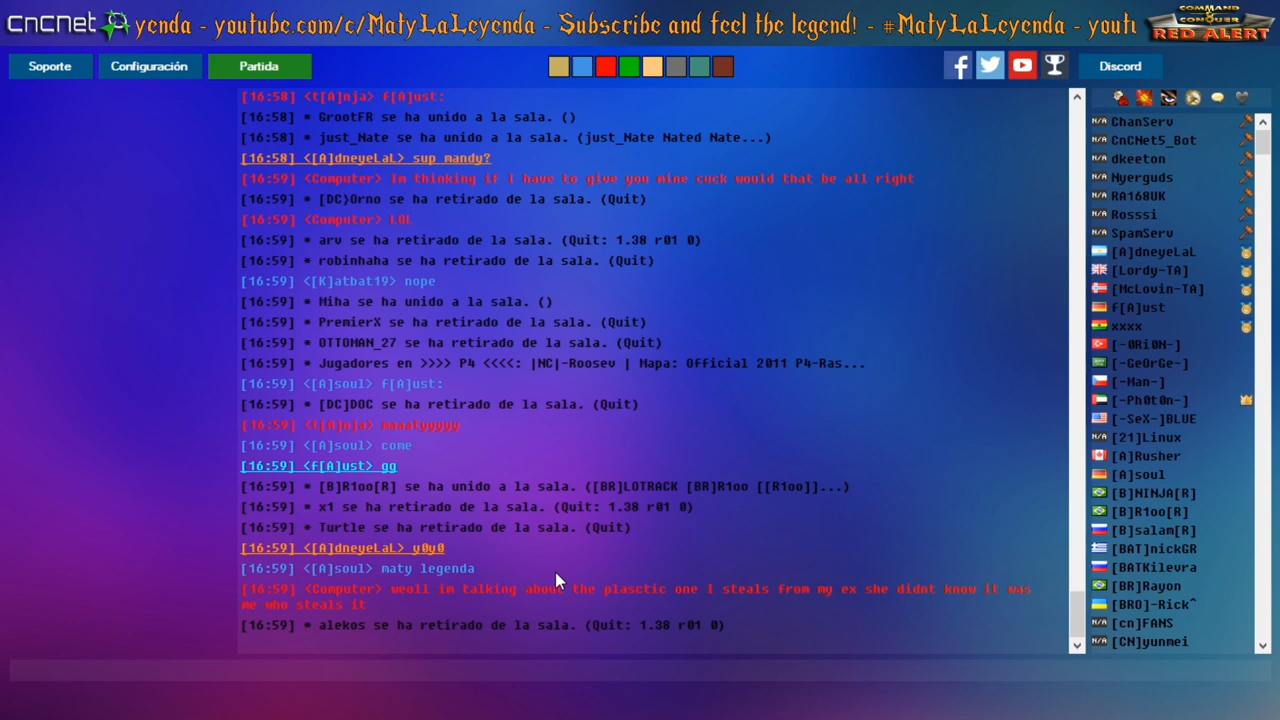 CnCNet yenda - youtube.com/c/MatyLaLeyenda - Subscribe and feel the legend! - #MatyLaLeyenda - yout
COMMAND & CONQUER
RED ALERT
Soporte Configuración Partida Discord
[16:58] <t[A]nja> f[A]ust:
[16:58] * GrootFR se ha unido a la sala. ()
[16:58] * just_Nate se ha unido a la sala. (just_Nate Nated Nate...)
[16:58] <[A]dneyeLaL> sup mandy?
[16:58] <Computer> Im thinking if I have to give you mine cuck would that be all right
[16:59] * [DC}Orno se ha retirado de la sala. (Quit)
[16:59] <Computer> LOL
[16:59] * arv se ha retirado de la sala. (Quit: 1.38 r01 0)
[16:59] * robinhaha se ha retirado de la sala. (Quit)
[16:59] <[K]atbat19> nope
[16:59] * Miha se ha unido a la sala. ()
[16:59] * PremierX se ha retirado de la sala. (Quit)
[16:59] * OTTOMAN_27 se ha retirado de la sala. (Quit)
[16:59] * Jugadores en >>>> P4 <<<<: |NC|-Roosev | Mapa: Official 2011 P4-Ras...
[16:59] <[A]soul> f[A]ust:
[16:59] * [DC]DOC se ha retirado de la sala. (Quit)
[16:59] <t[A]nja> maaatyyyyy
[16:59] <[A]soul> come
[16:59] <f[A]ust> gg
[16:59] * [B]R1oo[R] se ha unido a la sala. ([BR]LOTRACK [BR]R1oo [[R1oo]]...)
[16:59] * x1 se ha retirado de la sala. (Quit: 1.38 r01 0)
[16:59] * Turtle se ha retirado de la sala. (Quit)
[16:59] <[A]dneyeLaL> y0y0
[16:59] <[A]soul> maty legenda
[16:59] <Computer> weoll im talking about the plasctic one I steals from my ex she didnt know it was
me who steals it
[16:59] * alekos se ha retirado de la sala. (Quit: 1.38 r01 0)
N/A ChanServ
N/A CnCNet5_Bot
N/A dkeeton
N/A Nyerguds
N/A RA168UK
N/A Rosssi
N/A SpamServ
[A]dneyeLaL
[Lordy-TA]
[McLovin-TA]
f[A]ust
xxxx
[-0Ri0N-]
[-GeOrGe-]
[-Man-]
[-Ph0t0n-]
[-SeX-]BLUE
N/A [21]Linux
[A]Rusher
[A]soul
[B]NINJA[R]
[B]R1oo[R]
[B]salam[R]
[BAT]nickGR
[BATKilevra
[BR]Rayon
[BRO]-Rick^
N/A [cn]FANS
N/A [CN]yunmei